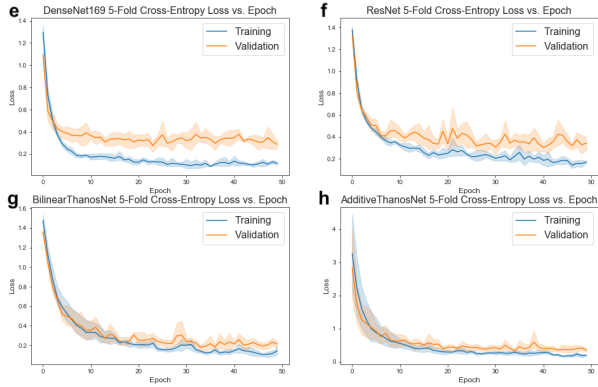 e
DenseNet169 5-Fold Cross-Entropy Loss vs. Epoch
Training
Validation
Loss
1.4
1.2
1.0
0.8
0.6
0.4
0.2
0 10 20 30 40 50
Epoch
f
ResNet 5-Fold Cross-Entropy Loss vs. Epoch
Training
Validation
Loss
1.4
1.2
1.0
0.8
0.6
0.4
0.2
0 10 20 30 40 50
Epoch
g
BilinearThanosNet 5-Fold Cross-Entropy Loss vs. Epoch
Training
Validation
Loss
1.6
1.4
1.2
1.0
0.8
0.6
0.4
0.2
0 10 20 30 40 50
Epoch
h
AdditiveThanosNet 5-Fold Cross-Entropy Loss vs. Epoch
Training
Validation
Loss
4
3
2
1
0
0 10 20 30 40 50
Epoch